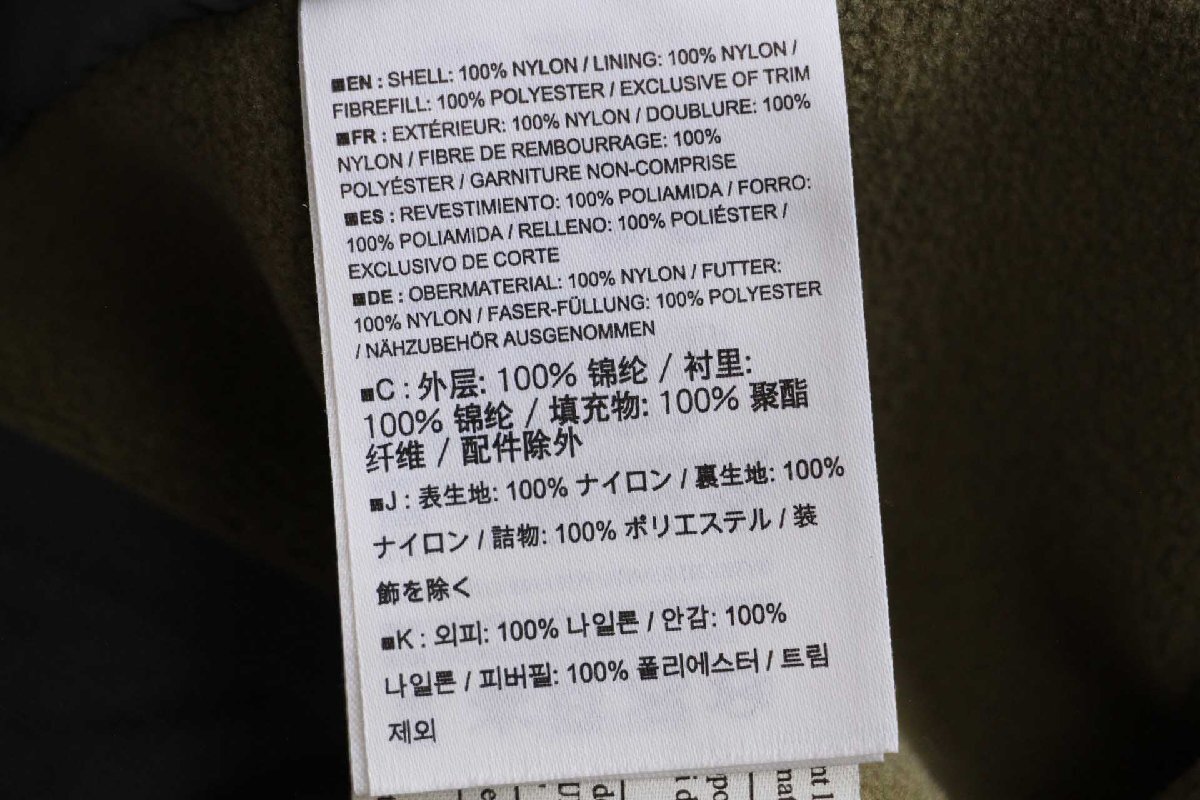 ■EN : SHELL: 100% NYLON / LINING: 100% NYLON /
FIBREFILL: 100% POLYESTER / EXCLUSIVE OF TRIM
■FR : EXTÉRIEUR: 100% NYLON / DOUBLURE: 100%
NYLON / FIBRE DE REMBOURRAGE: 100%
POLYÉSTER / GARNITURE NON-COMPRISE
■ES : REVESTIMIENTO: 100% POLIAMIDA / FORRO:
100% POLIAMIDA / RELLENO: 100% POLIÉSTER /
EXCLUSIVO DE CORTE
■DE : OBERMATERIAL: 100% NYLON / FUTTER:
100% NYLON / FASER-FÜLLUNG: 100% POLYESTER
/ NÄHZUBEHÖR AUSGENOMMEN
■C : 外层: 100% 锦纶 / 衬里:
100% 锦纶 / 填充物: 100% 聚酯
纤维 / 配件除外
■J : 表生地: 100% ナイロン / 裏生地: 100%
ナイロン / 詰物: 100% ポリエステル / 装
飾を除く
■K : 외피: 100% 나일론 / 안감: 100%
나일론 / 피버필: 100% 폴리에스터 / 트림
제외